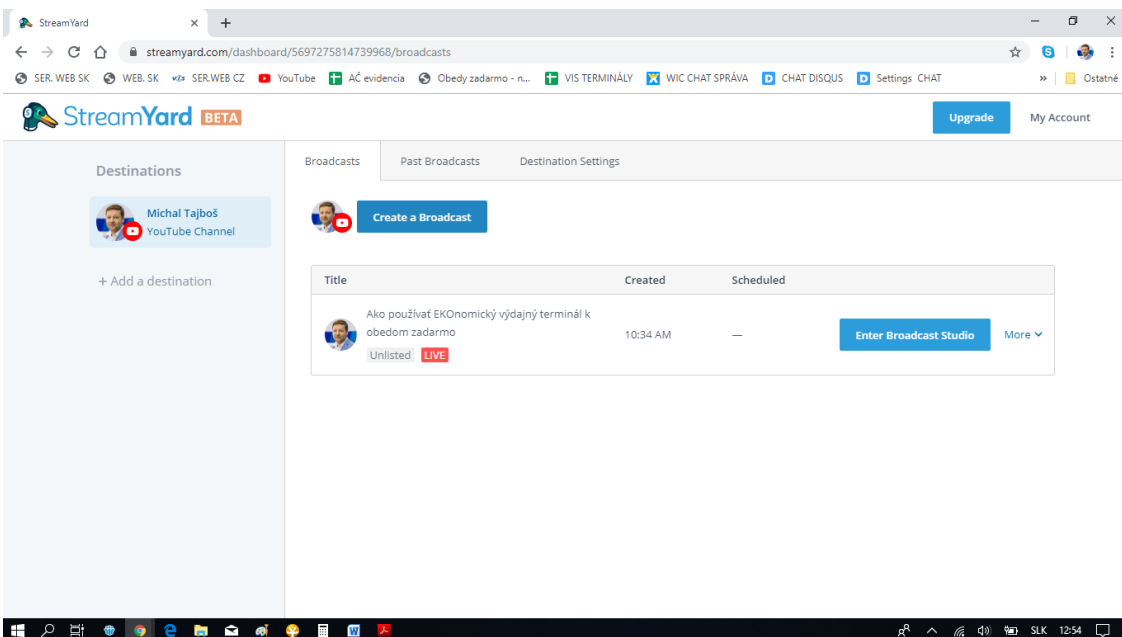 StreamYard
streamyard.com/dashboard/5697275814739968/broadcasts
SER. WEB SK WEB. SK SER.WEB CZ YouTube AČ evidencia Obedy zadarmo - n... VIS TERMINÁLY WIC CHAT SPRÁVA CHAT DISQUS Settings CHAT » Ostatné
StreamYard BETA Upgrade My Account
Destinations
Michal Tajboš
YouTube Channel
+ Add a destination
Broadcasts Past Broadcasts Destination Settings
Create a Broadcast
Title Created Scheduled
Ako používať EKOnomický výdajný terminál k
obedom zadarmo
Unlisted LIVE
10:34 AM — Enter Broadcast Studio More
SLK 12:54